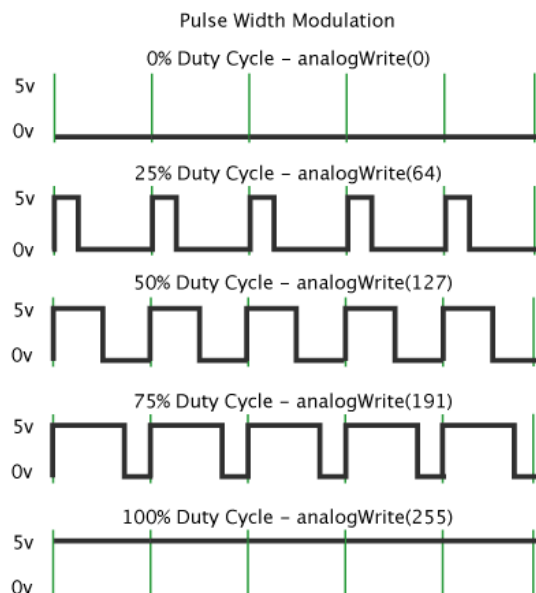 Pulse Width Modulation
0% Duty Cycle – analogWrite(0)
5v
0v
25% Duty Cycle – analogWrite(64)
5v
0v
50% Duty Cycle – analogWrite(127)
5v
0v
75% Duty Cycle – analogWrite(191)
5v
0v
100% Duty Cycle – analogWrite(255)
5v
0v